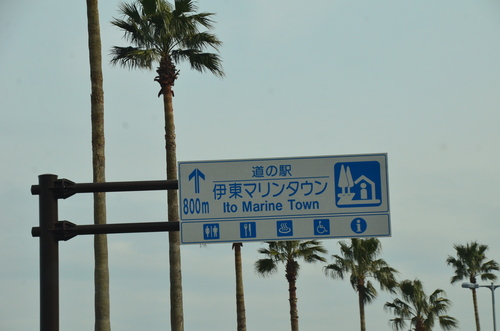 道の駅
伊東マリンタウン
800m
Ito Marine Town
i